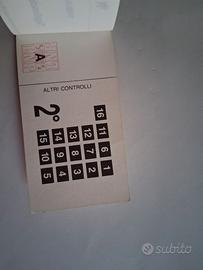 A
ALTRI CONTROLLI
2°
16 11 6 1
12 7 2
13 8 3
14 9 4
15 10 5
subito